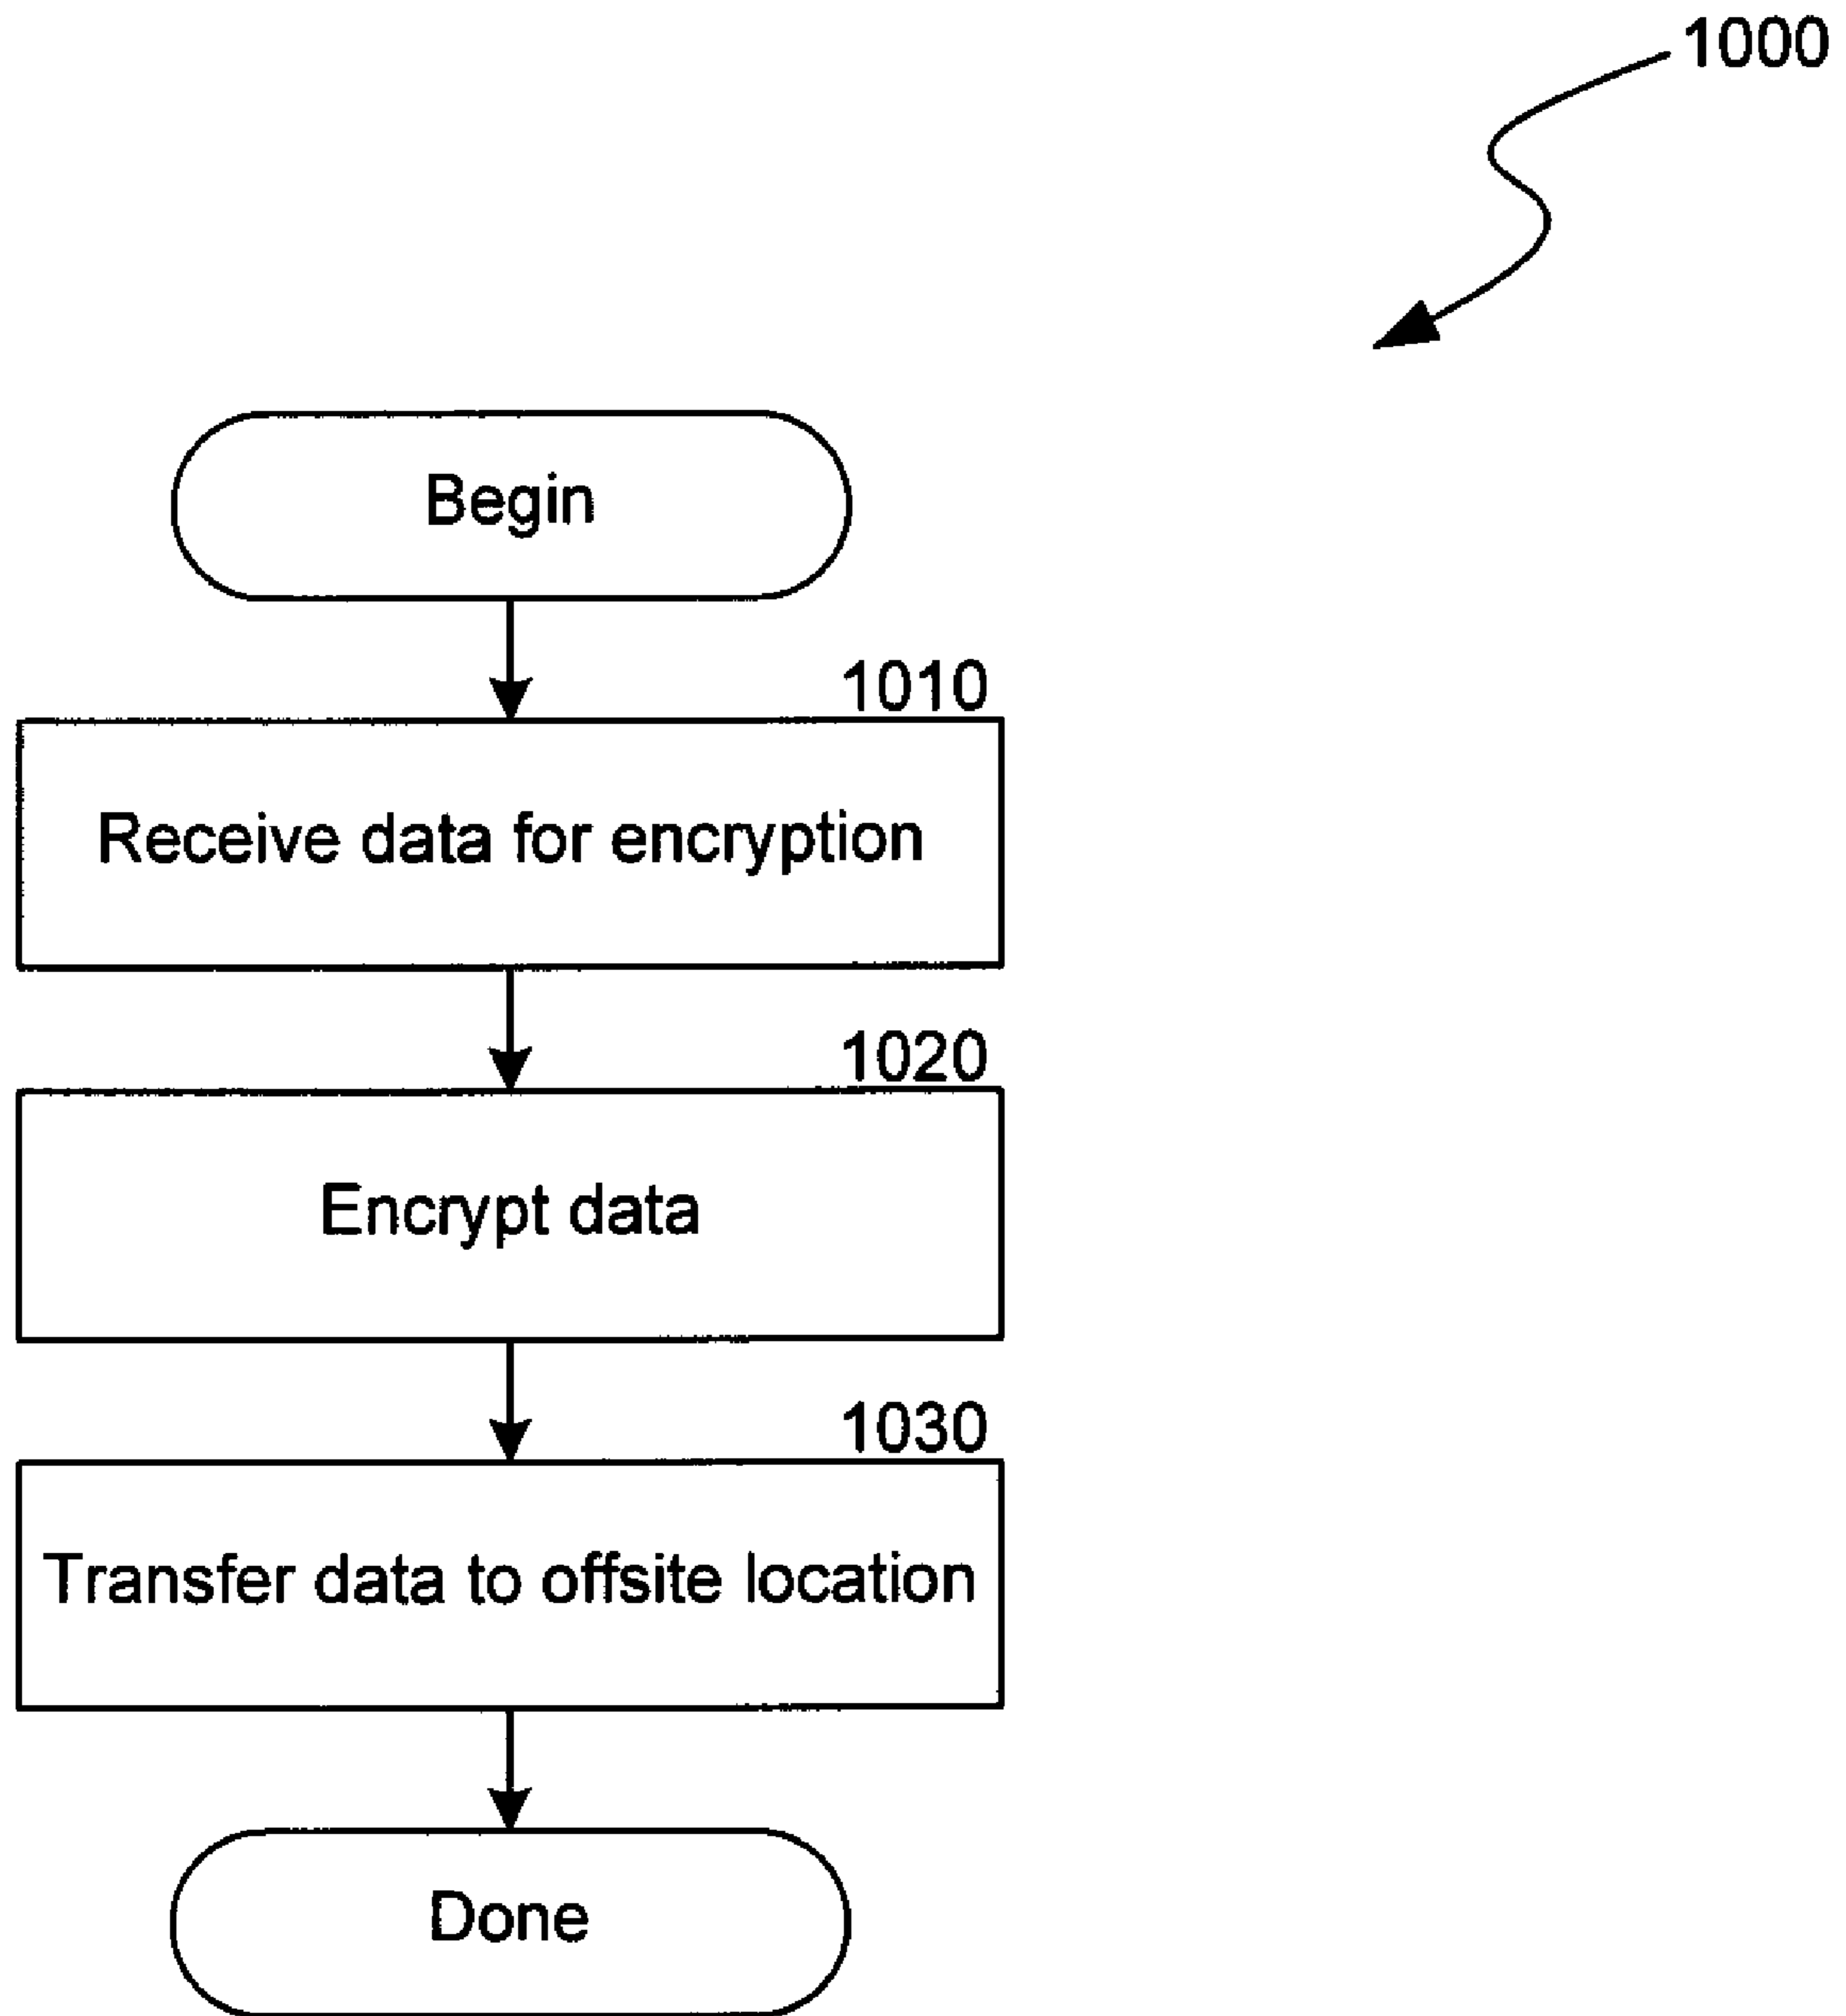 1000
Begin
1010
Receive data for encryption
1020
Encrypt data
1030
Transfer data to offsite location
Done